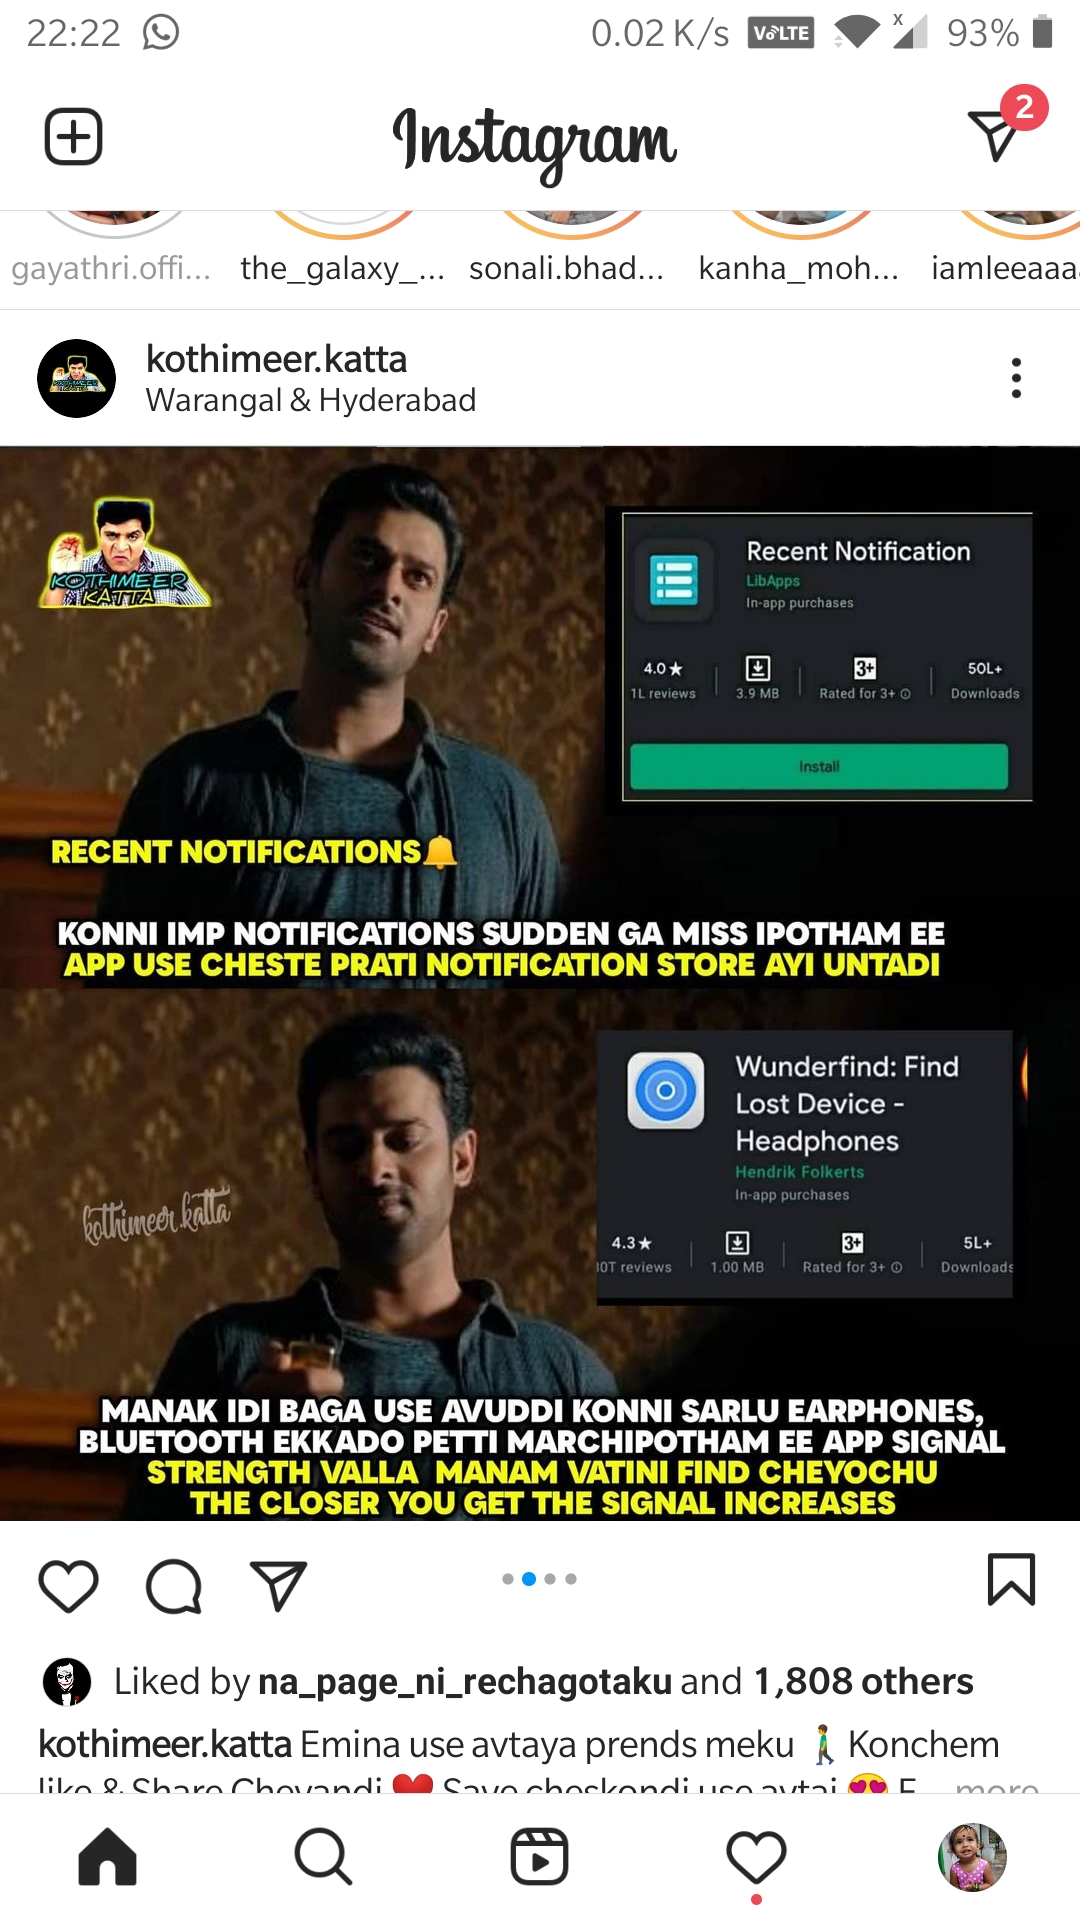 22:22
0.02 K/s VoLTE x 93%
Instagram
2
gayathri.offi... the_galaxy_... sonali.bhad... kanha_moh... iamleeaaa
kothimeer.katta
Warangal & Hyderabad
KOTHIMEER
KATTA
Recent Notification
LibApps
In-app purchases
4.0★ 3+ 50L+
1L reviews 3.9 MB Rated for 3+ Downloads
Install
RECENT NOTIFICATIONS🔔
KONNI IMP NOTIFICATIONS SUDDEN GA MISS IPOTHAM EE
APP USE CHESTE PRATI NOTIFICATION STORE AYI UNTADI
Wunderfind: Find
Lost Device -
Headphones
Hendrik Folkerts
In-app purchases
kothimeer.katta
4.3★ 3+ 5L+
reviews 1.00 MB Rated for 3+ Downloads
MANAK IDI BAGA USE AVUDDI KONNI SARLU EARPHONES,
BLUETOOTH EKKADO PETTI MARCHIPOTHAM EE APP SIGNAL
STRENGTH VALLA MANAM VATINI FIND CHEYOCHU
THE CLOSER YOU GET THE SIGNAL INCREASES
Liked by na_page_ni_rechagotaku and 1,808 others
kothimeer.katta Emina use avtaya prends meku 🚶‍♂️ Konchem
like & Share Cheyandi ❤️ Save cheskondi use avtai 😍 E... more